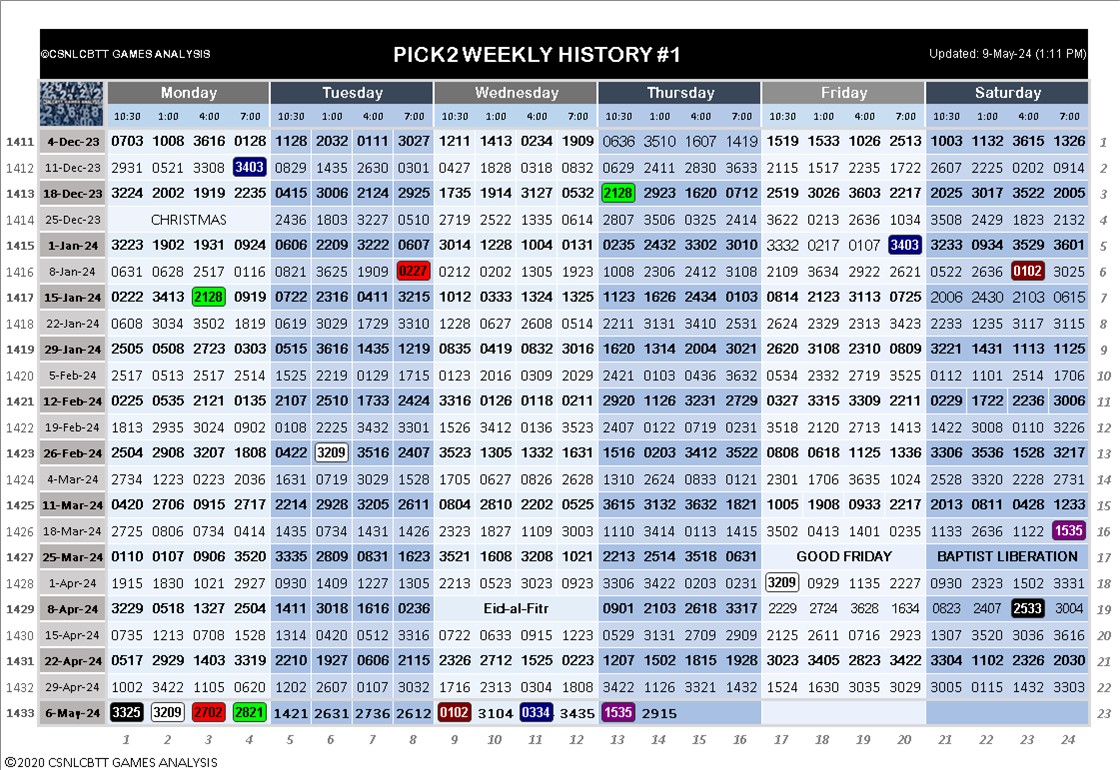 ©CSNLCBTT GAMES ANALYSIS PICK2 WEEKLY HISTORY #1 Updated: 9-May-24 (1:11 PM)
Monday Tuesday Wednesday Thursday Friday Saturday
10:30 1:00 4:00 7:00 10:30 1:00 4:00 7:00 10:30 1:00 4:00 7:00 10:30 1:00 4:00 7:00 10:30 1:00 4:00 7:00 10:30 1:00 4:00 7:00
1411 4-Dec-23 0703 1008 3616 0128 1128 2032 0111 3027 1211 1413 0234 1909 0636 3510 1607 1419 1519 1533 1026 2513 1003 1132 3615 1326 1
1412 11-Dec-23 2931 0521 3308 3403 0829 1435 2630 0301 0427 1828 0318 0832 0629 2411 2830 3633 2115 1517 2235 1722 2607 2225 0202 0914 2
1413 18-Dec-23 3224 2002 1919 2235 0415 3006 2124 2925 1735 1914 3127 0532 2128 2923 1620 0712 2519 3026 3603 2217 2025 3017 3522 2005 3
1414 25-Dec-23 CHRISTMAS 2436 1803 3227 0510 2719 2522 1335 0614 2807 3506 0325 2414 3622 0213 2636 1034 3508 2429 1823 2132 4
1415 1-Jan-24 3223 1902 1931 0924 0606 2209 3222 0607 3014 1228 1004 0131 0235 2432 3302 3010 3332 0217 0107 3403 3233 0934 3529 3601 5
1416 8-Jan-24 0631 0628 2517 0116 0821 3625 1909 0227 0212 0202 1305 1923 1008 2306 2412 3108 2109 3634 2922 2621 0522 2636 0102 3025 6
1417 15-Jan-24 0222 3413 2128 0919 0722 2316 0411 3215 1012 0333 1324 1325 1123 1626 2434 0103 0814 2123 3113 0725 2006 2430 2103 0615 7
1418 22-Jan-24 0608 3034 3502 1819 0619 3029 1729 3310 1228 0627 2608 0514 2211 3131 3410 2531 2624 2329 2313 3423 2233 1235 3117 3115 8
1419 29-Jan-24 2505 0508 2723 0303 0515 3616 1435 1219 0835 0419 0832 3016 1620 1314 2004 3021 2620 3108 2310 0809 3221 1431 1113 1125 9
1420 5-Feb-24 2517 0513 2517 2514 1525 2219 0129 1715 0123 2016 0309 2029 2421 0103 0436 3632 0534 2332 2719 3525 0112 1101 2514 1706 10
1421 12-Feb-24 0225 0535 2121 0135 2107 2510 1733 2424 3316 0126 0118 0211 2920 1126 3231 2729 0327 3315 3309 2211 0229 1722 2236 3006 11
1422 19-Feb-24 1813 2935 3024 0902 0108 2225 3432 3301 1526 3412 0136 3523 2407 0122 0719 0231 3518 2120 2713 1413 1422 3008 0110 3226 12
1423 26-Feb-24 2504 2908 3207 1808 0422 3209 3516 2407 3523 1305 1332 1631 1516 0203 3412 3522 0808 0618 1125 1336 3306 3536 1528 3217 13
1424 4-Mar-24 2734 1223 0223 2036 1631 0719 3029 1528 1705 0627 0826 2628 1310 2624 0833 0121 2301 1706 3635 1024 2528 3320 2228 2731 14
1425 11-Mar-24 0420 2706 0915 2717 2214 2928 3205 2611 0804 2810 2202 0525 3615 3132 3632 1821 1005 1908 0933 2217 2013 0811 0428 1233 15
1426 18-Mar-24 2725 0806 0734 0414 1435 0734 1431 1426 2323 1827 1109 3003 1110 3414 0113 1415 3502 0413 1401 0235 1133 2636 1122 1535 16
1427 25-Mar-24 0110 0107 0906 3520 3335 2809 0831 1623 3521 1608 3208 1021 2213 2514 3518 0631 GOOD FRIDAY BAPTIST LIBERATION 17
1428 1-Apr-24 1915 1830 1021 2927 0930 1409 1227 1305 2213 0523 3023 0923 3306 3422 0203 0231 3209 0929 1135 2227 0930 2323 1502 3331 18
1429 8-Apr-24 3229 0518 1327 2504 1411 3018 1616 0236 Eid-al-Fitr 0901 2103 2618 3317 2229 2724 3628 1634 0823 2407 2533 3004 19
1430 15-Apr-24 0735 1213 0708 1528 1314 0420 0512 3316 0722 0633 0915 1223 0529 3131 2709 2909 2125 2611 0716 2923 1307 3520 3036 3616 20
1431 22-Apr-24 0517 2929 1403 3319 2210 1927 0606 2115 2326 2712 1525 0223 1207 1502 1815 1928 3023 3405 2823 3422 3304 1102 2326 2030 21
1432 29-Apr-24 1002 3422 1105 0620 1202 2607 0107 3032 1716 2313 0304 1808 3422 1126 3321 1432 1524 1630 3035 3029 3005 0115 1432 3303 22
1433 6-May-24 3325 3209 2702 2821 1421 2631 2736 2612 0102 3104 0334 3435 1535 2915 23
1 2 3 4 5 6 7 8 9 10 11 12 13 14 15 16 17 18 19 20 21 22 23 24
©2020 CSNLCBTT GAMES ANALYSIS